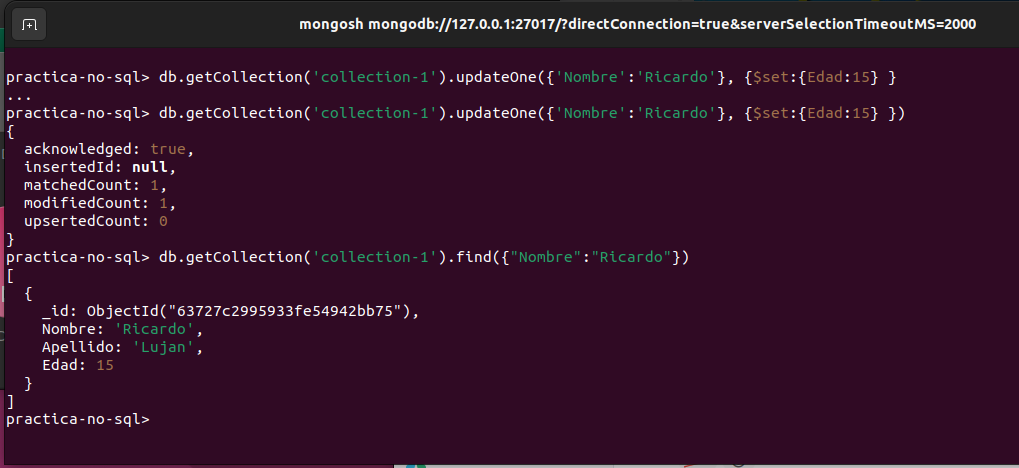 mongosh mongodb://127.0.0.1:27017/?directConnection=true&serverSelectionTimeoutMS=2000
practica-no-sql> db.getCollection('collection-1').updateOne({'Nombre':'Ricardo'}, {$set:{Edad:15} }
...
practica-no-sql> db.getCollection('collection-1').updateOne({'Nombre':'Ricardo'}, {$set:{Edad:15} })
{
  acknowledged: true,
  insertedId: null,
  matchedCount: 1,
  modifiedCount: 1,
  upsertedCount: 0
}
practica-no-sql> db.getCollection('collection-1').find({"Nombre":"Ricardo"})
[
  {
    _id: ObjectId("63727c2995933fe54942bb75"),
    Nombre: 'Ricardo',
    Apellido: 'Lujan',
    Edad: 15
  }
]
practica-no-sql>